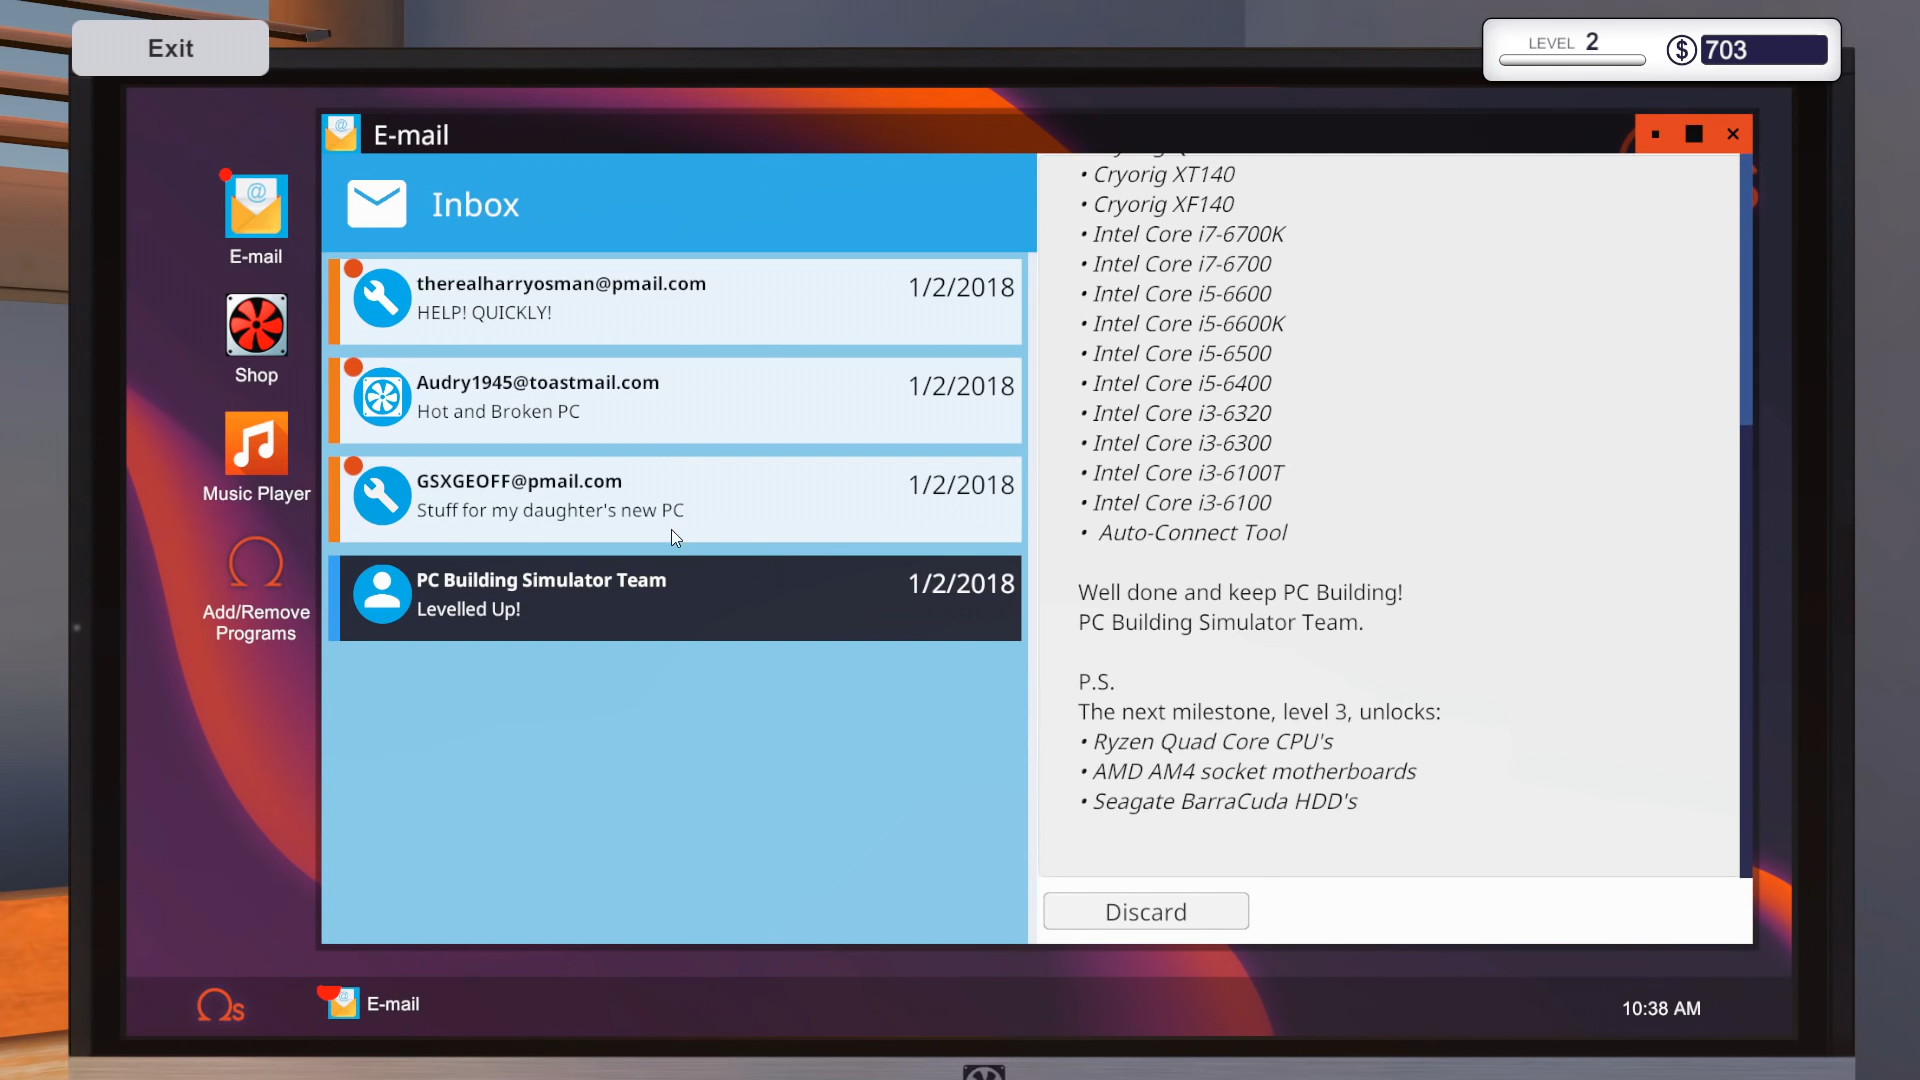 Exit
LEVEL 2
$ 703
E-mail
E-mail
Shop
Music Player
Add/Remove
Programs
Inbox
therealharryosman@pmail.com
1/2/2018
HELP! QUICKLY!
Audry1945@toastmail.com
1/2/2018
Hot and Broken PC
GSXGEOFF@pmail.com
1/2/2018
Stuff for my daughter's new PC
PC Building Simulator Team
1/2/2018
Levelled Up!
• Cryorig XT140
• Cryorig XF140
• Intel Core i7-6700K
• Intel Core i7-6700
• Intel Core i5-6600
• Intel Core i5-6600K
• Intel Core i5-6500
• Intel Core i5-6400
• Intel Core i3-6320
• Intel Core i3-6300
• Intel Core i3-6100T
• Intel Core i3-6100
• Auto-Connect Tool
Well done and keep PC Building!
PC Building Simulator Team.
P.S.
The next milestone, level 3, unlocks:
• Ryzen Quad Core CPU's
• AMD AM4 socket motherboards
• Seagate BarraCuda HDD's
Discard
Ωs
E-mail
10:38 AM